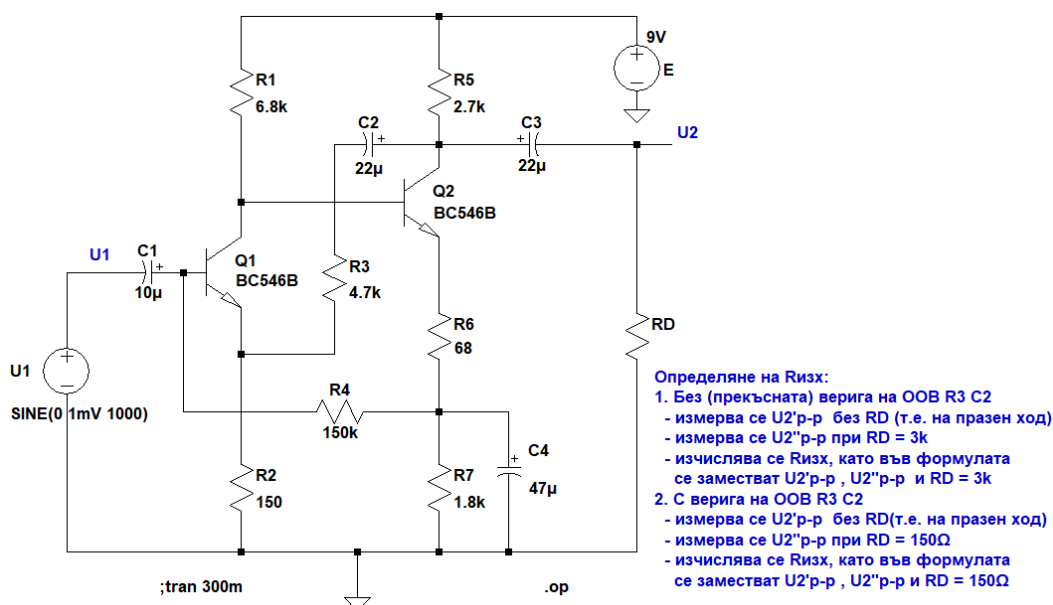 9V
E
R1
6.8k
R5
2.7k
C2
22µ
C3
22µ
U2
Q2
BC546B
U1
C1
10µ
Q1
BC546B
R3
4.7k
R6
68
RD
U1
SINE(0 1mV 1000)
R4
150k
R2
150
R7
1.8k
C4
47µ
Определяне на Rизх:
1. Без (прекъсната) верига на ООВ R3 C2
- измерва се U2'p-p без RD (т.е. на празен ход)
- измерва се U2"p-p при RD = 3k
- изчислява се Rизх, като във формулата
се заместват U2'p-p , U2"p-p и RD = 3k
2. С верига на ООВ R3 C2
- измерва се U2'p-p без RD(т.е. на празен ход)
- измерва се U2"p-p при RD = 150Ω
- изчислява се Rизх, като във формулата
се заместват U2'p-p , U2"p-p и RD = 150Ω
;tran 300m
.op